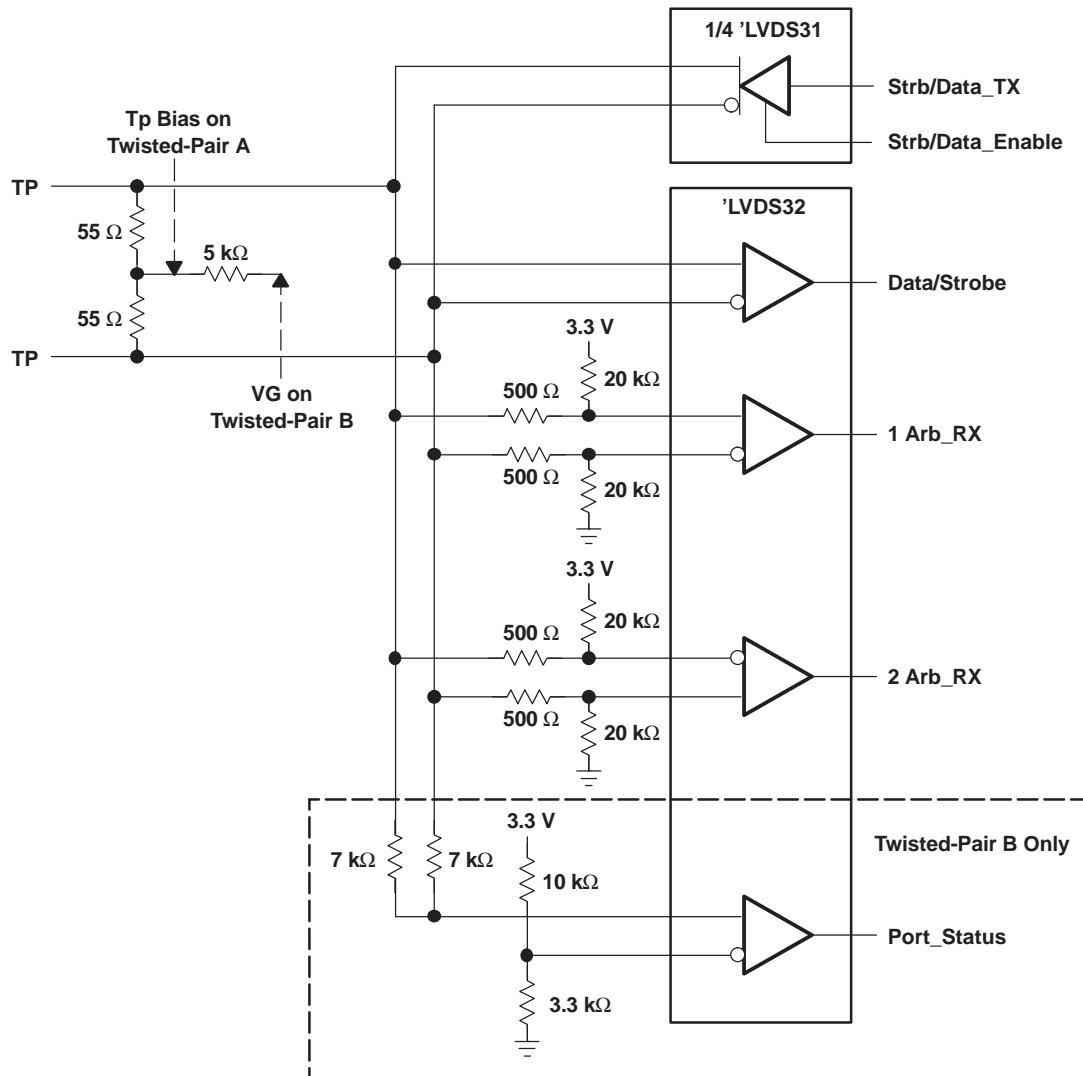 1/4 ’LVDS31
Strb/Data_TX
Strb/Data_Enable
Tp Bias on
Twisted-Pair A
TP
55 Ω
5 kΩ
55 Ω
TP
VG on
Twisted-Pair B
’LVDS32
Data/Strobe
3.3 V
20 kΩ
500 Ω
1 Arb_RX
500 Ω
20 kΩ
3.3 V
20 kΩ
500 Ω
2 Arb_RX
500 Ω
20 kΩ
3.3 V
Twisted-Pair B Only
7 kΩ
7 kΩ
10 kΩ
Port_Status
3.3 kΩ